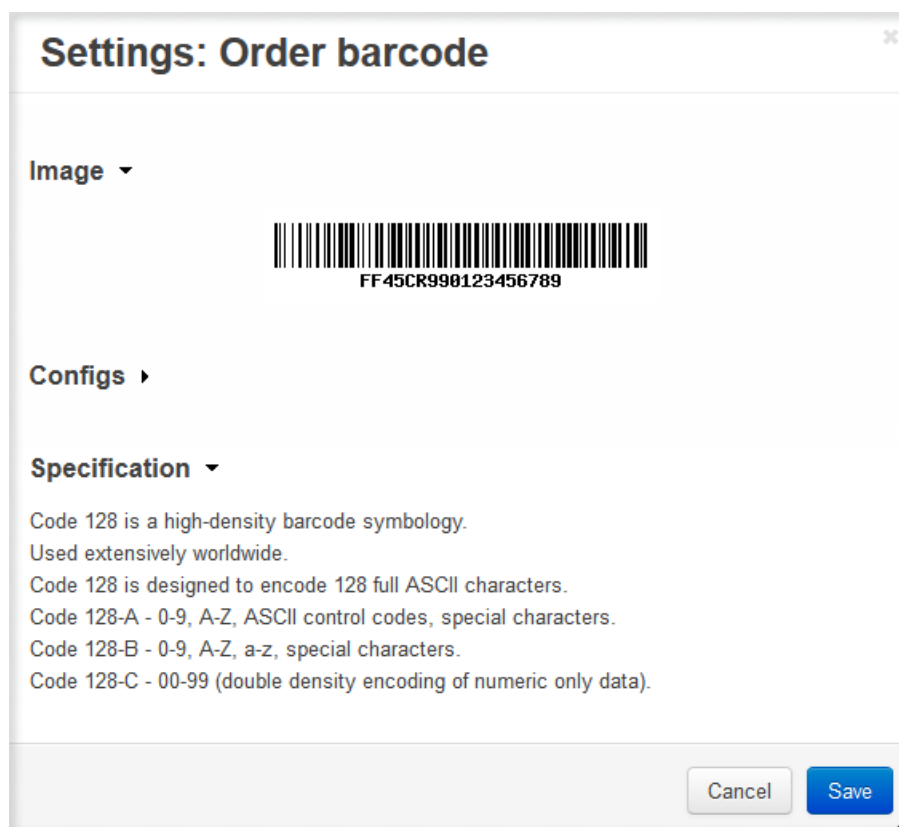 Settings: Order barcode
Image
FF45CR990123456789
Configs
Specification
Code 128 is a high-density barcode symbology.
Used extensively worldwide.
Code 128 is designed to encode 128 full ASCII characters.
Code 128-A - 0-9, A-Z, ASCII control codes, special characters.
Code 128-B - 0-9, A-Z, a-z, special characters.
Code 128-C - 00-99 (double density encoding of numeric only data).
Cancel Save